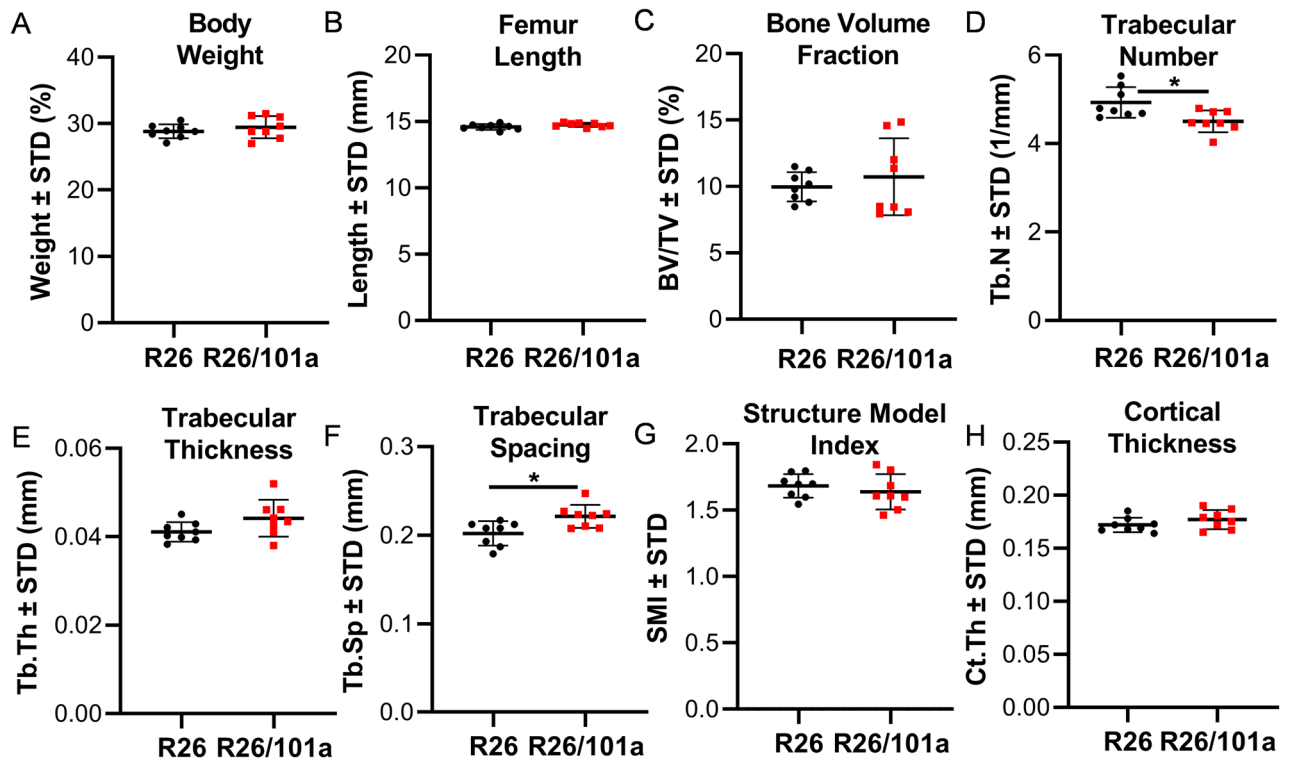 A
Body
Weight
Weight ± STD (%)
40
30
20
10
0
R26 R26/101a
B
Femur
Length
Length ± STD (mm)
20
15
10
5
0
R26 R26/101a
C
Bone Volume
Fraction
BV/TV ± STD (%)
20
15
10
5
0
R26 R26/101a
D
Trabecular
Number
Tb.N ± STD (1/mm)
6
4
2
0
*
R26 R26/101a
E
Trabecular
Thickness
Tb.Th ± STD (mm)
0.06
0.04
0.02
0.00
R26 R26/101a
F
Trabecular
Spacing
Tb.Sp ± STD (mm)
0.3
0.2
0.1
0.0
*
R26 R26/101a
G
Structure Model
Index
SMI ± STD
2.0
1.5
1.0
0.5
0.0
R26 R26/101a
H
Cortical
Thickness
Ct.Th ± STD (mm)
0.25
0.20
0.15
0.10
0.05
0.00
R26 R26/101a